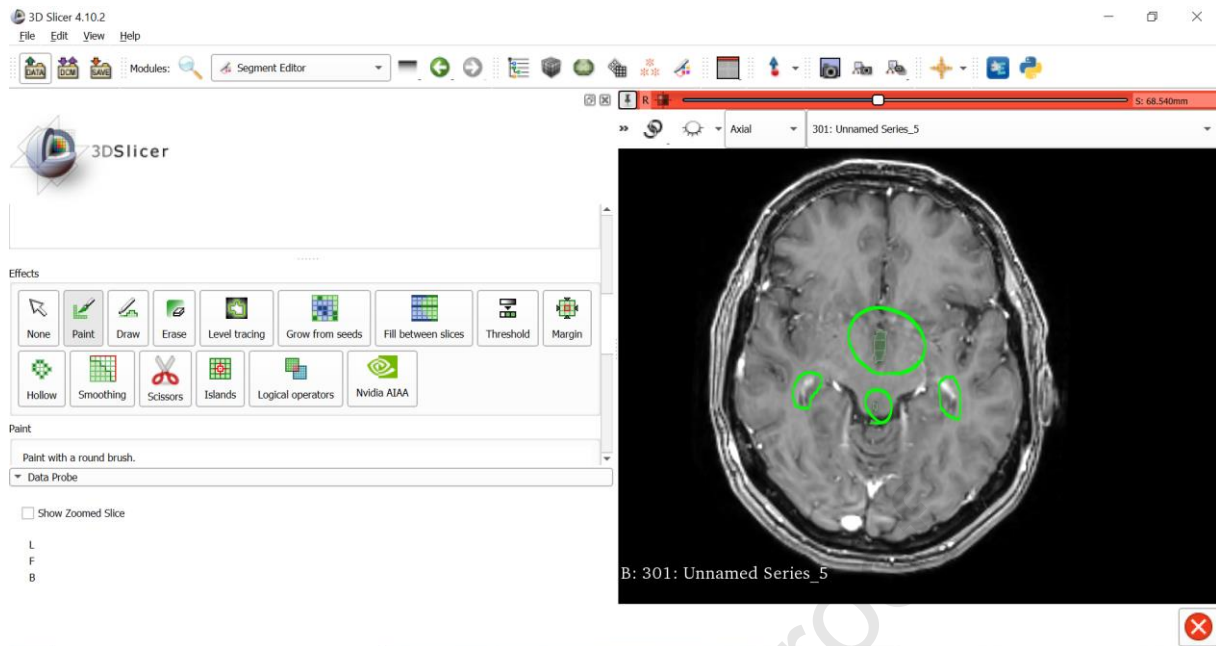 3D Slicer 4.10.2
File Edit View Help
DATA DCM SAVE Modules: Segment Editor
R S: 68.540mm
Axial 301: Unnamed Series_5
3DSlicer
Effects
None Paint Draw Erase Level tracing Grow from seeds Fill between slices Threshold Margin
Hollow Smoothing Scissors Islands Logical operators Nvidia AIAA
Paint
Paint with a round brush.
Data Probe
Show Zoomed Slice
L
F
B
B: 301: Unnamed Series_5